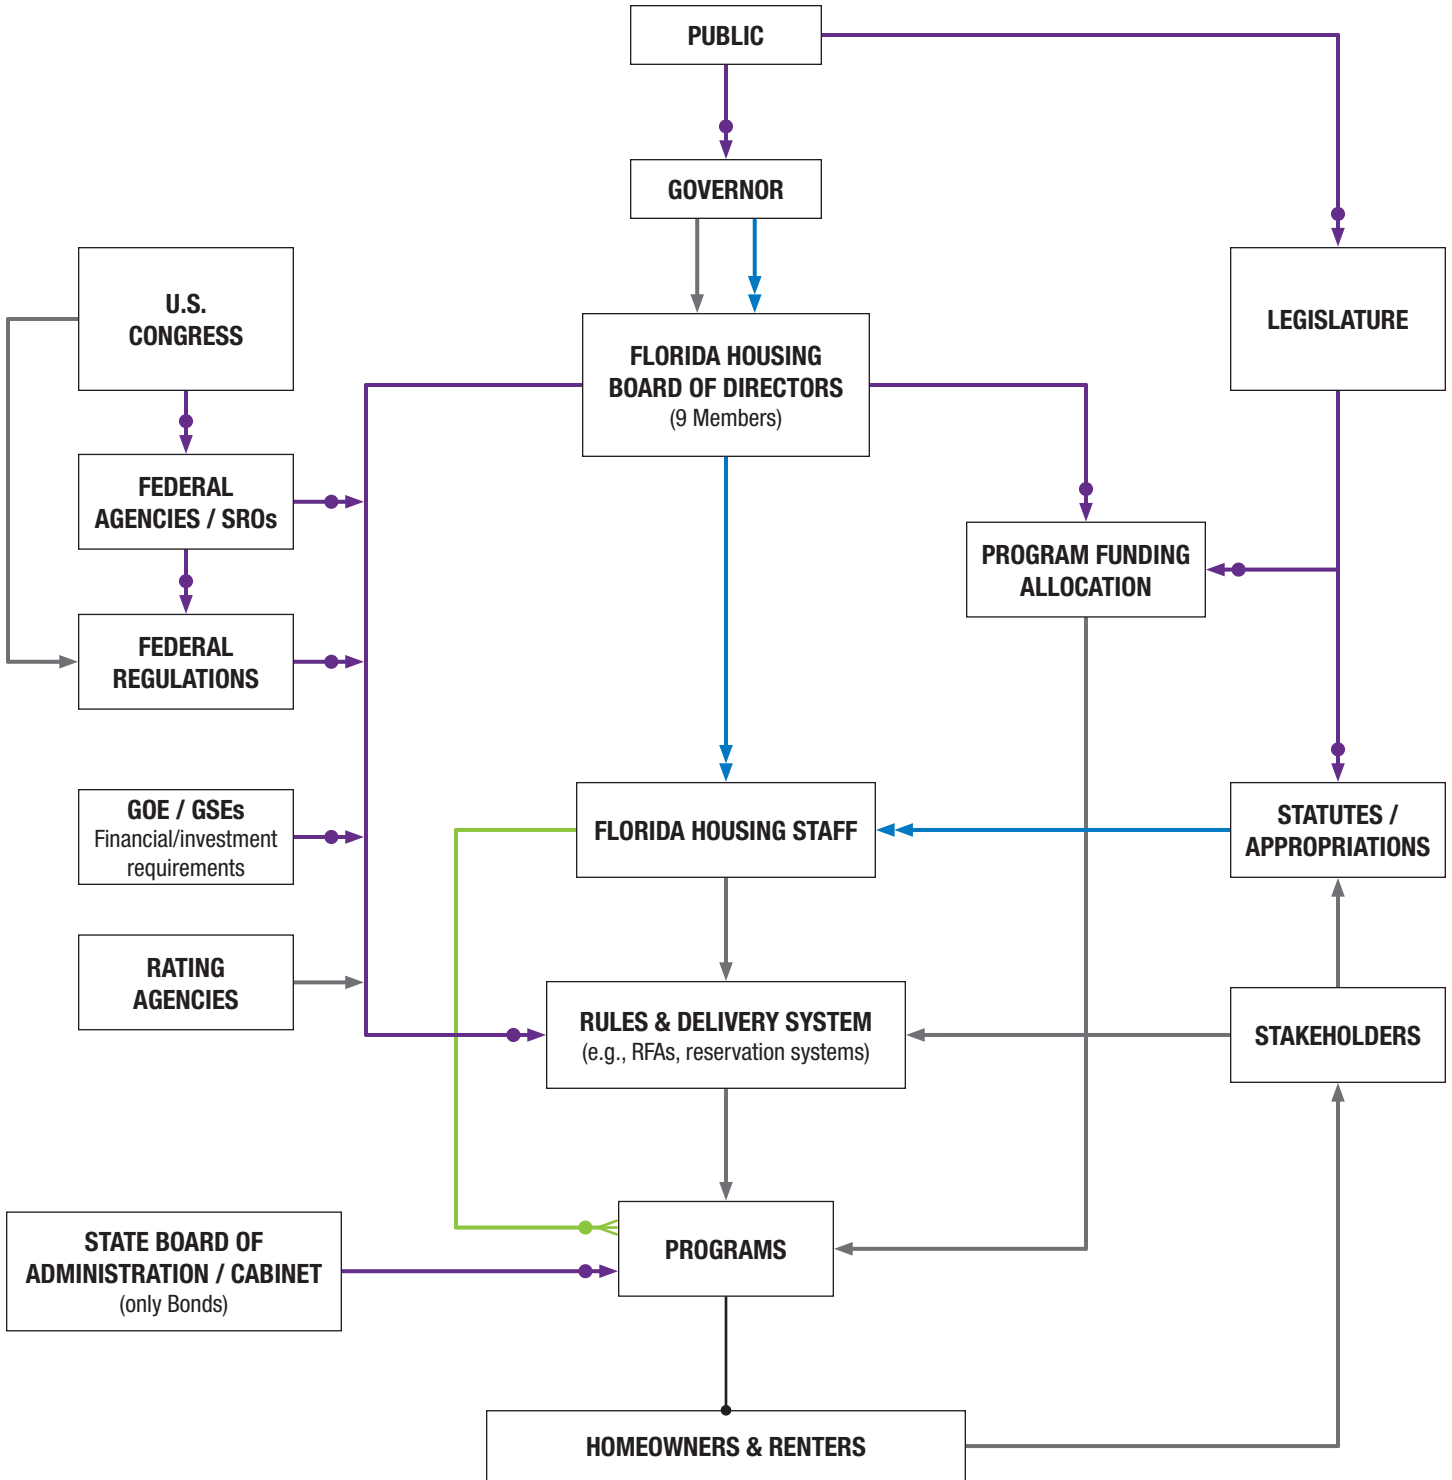 PUBLIC
GOVERNOR
U.S.
CONGRESS
LEGISLATURE
FLORIDA HOUSING
BOARD OF DIRECTORS
(9 Members)
FEDERAL
AGENCIES / SROs
PROGRAM FUNDING
ALLOCATION
FEDERAL
REGULATIONS
GOE / GSEs
Financial/investment
requirements
FLORIDA HOUSING STAFF
STATUTES /
APPROPRIATIONS
RATING
AGENCIES
RULES & DELIVERY SYSTEM
(e.g., RFAs, reservation systems)
STAKEHOLDERS
STATE BOARD OF
ADMINISTRATION / CABINET
(only Bonds)
PROGRAMS
HOMEOWNERS & RENTERS